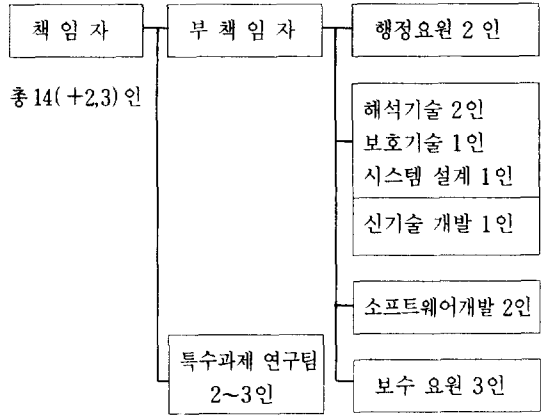 책 임 자
부 책 임 자
행정요원 2 인
총 14( +2,3) 인
해석기술 2인
보호기술 1인
시스템 설계 1인
신기술 개발 1인
소프트웨어개발 2인
특수과제 연구팀
2~3인
보수 요원 3인